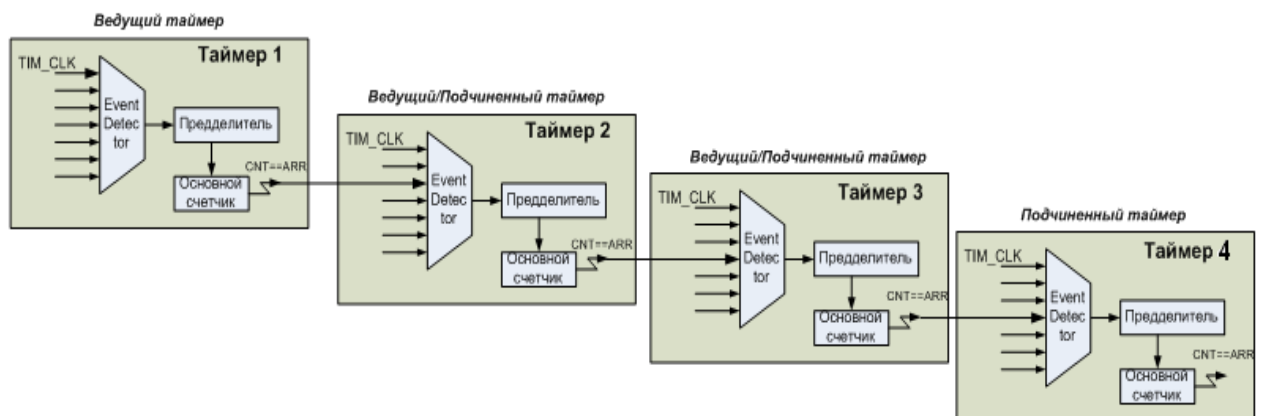 Ведущий таймер
Таймер 1
TIM_CLK
Event
Detec
tor
Предделитель
CNT==ARR
Основной
счетчик
Ведущий/Подчиненный таймер
Таймер 2
TIM_CLK
Event
Detec
tor
Предделитель
CNT==ARR
Основной
счетчик
Ведущий/Подчиненный таймер
Таймер 3
TIM_CLK
Event
Detec
tor
Предделитель
CNT==ARR
Основной
счетчик
Подчиненный таймер
Таймер 4
TIM_CLK
Event
Detec
tor
Предделитель
CNT==ARR
Основной
счетчик